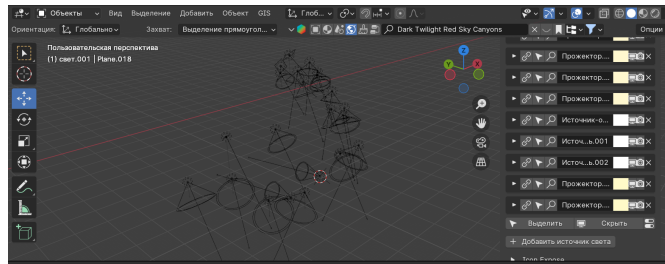 Объекты Вид Выделение Добавить Объект GIS Глоб...
Ориентация: Глобально Захват: Выделение прямоугол... Dark Twilight Red Sky Canyons Опции
Пользовательская перспектива
(1) свет.001 | Plane.018
Z
Y
X
Прожектор....
Прожектор....
Прожектор....
Источник-о...
Источ...ь.001
Источ...ь.002
Прожектор....
Прожектор....
Выделить Скрыть
+ Добавить источник света
Icon Expose